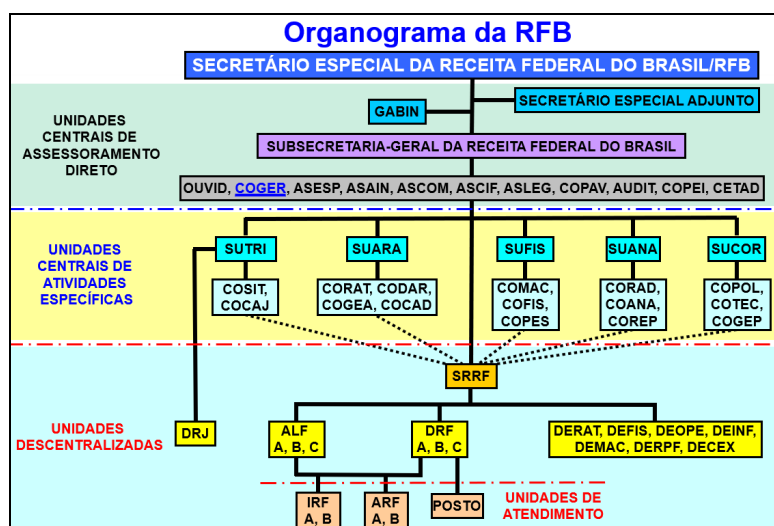 Organograma da RFB
SECRETÁRIO ESPECIAL DA RECEITA FEDERAL DO BRASIL/RFB
UNIDADES
CENTRAIS DE
ASSESSORAMENTO
DIRETO
GABIN
SECRETÁRIO ESPECIAL ADJUNTO
SUBSECRETARIA-GERAL DA RECEITA FEDERAL DO BRASIL
OUVID, COGER, ASESP, ASAIN, ASCOM, ASCIF, ASLEG, COPAV, AUDIT, COPEI, CETAD
UNIDADES
CENTRAIS DE
ATIVIDADES
ESPECÍFICAS
SUTRI
SUARA
SUFIS
SUANA
SUCOR
COSIT,
COCAJ
CORAT, CODAR,
COGEA, COCAD
COMAC,
COFIS,
COPES
CORAD,
COANA,
COREP
COPOL,
COTEC,
COGEP
SRRF
UNIDADES
DESCENTRALIZADAS
DRJ
ALF
A, B, C
DRF
A, B, C
DERAT, DEFIS, DEOPE, DEINF,
DEMAC, DERPF, DECEX
IRF
A, B
ARF
A, B
POSTO
UNIDADES DE
ATENDIMENTO